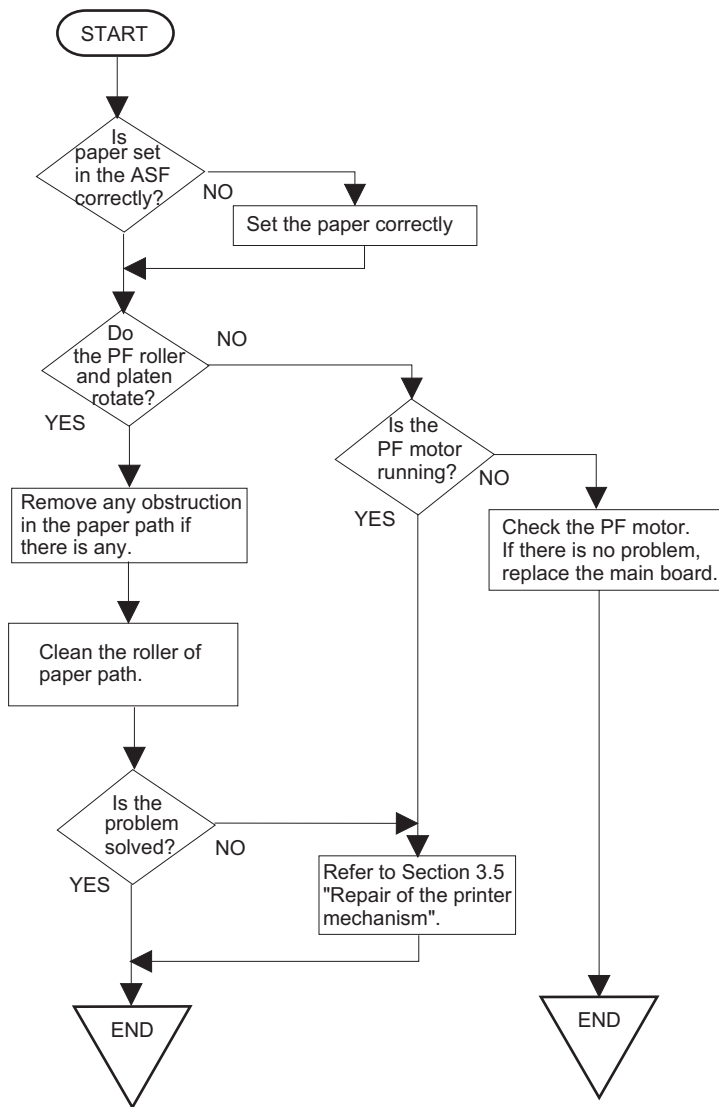 START
Is
paper set
in the ASF
correctly?
NO
Set the paper correctly
Do
the PF roller
and platen
rotate?
NO
YES
Is the
PF motor
running?
NO
YES
Remove any obstruction
in the paper path if
there is any.
Check the PF motor.
If there is no problem,
replace the main board.
Clean the roller of
paper path.
Is the
problem
solved?
NO
YES
Refer to Section 3.5
"Repair of the printer
mechanism".
END
END